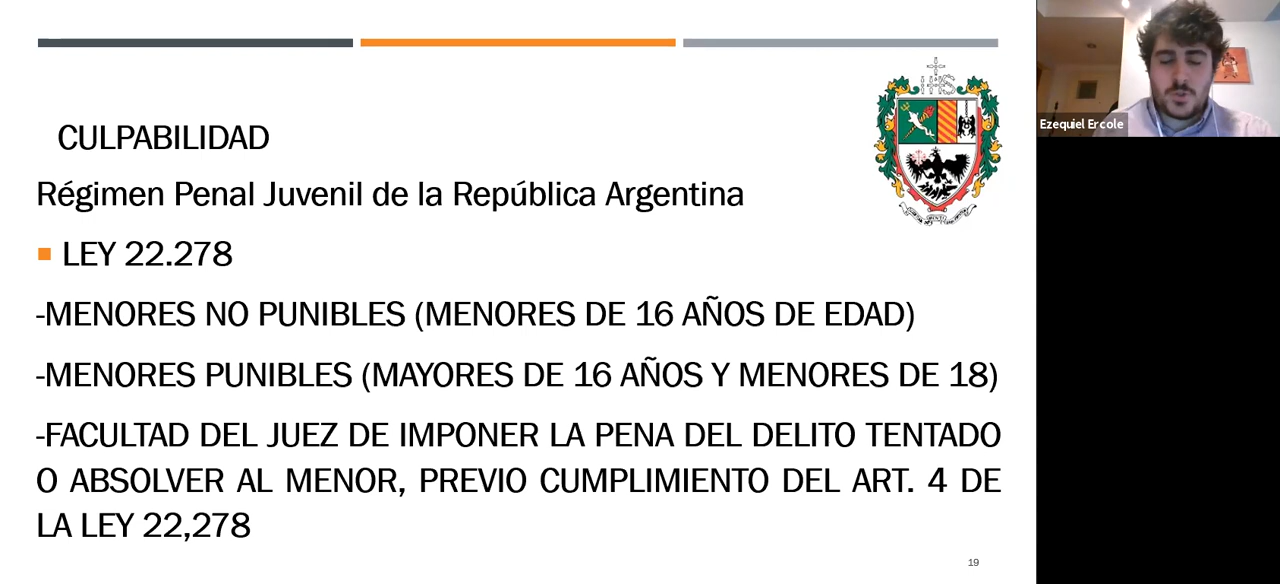 CULPABILIDAD
Régimen Penal Juvenil de la República Argentina
LEY 22.278
-MENORES NO PUNIBLES (MENORES DE 16 AÑOS DE EDAD)
-MENORES PUNIBLES (MAYORES DE 16 AÑOS Y MENORES DE 18)
-FACULTAD DEL JUEZ DE IMPONER LA PENA DEL DELITO TENTADO
O ABSOLVER AL MENOR, PREVIO CUMPLIMIENTO DEL ART. 4 DE
LA LEY 22,278
19
IHS
Ezequiel Ercole